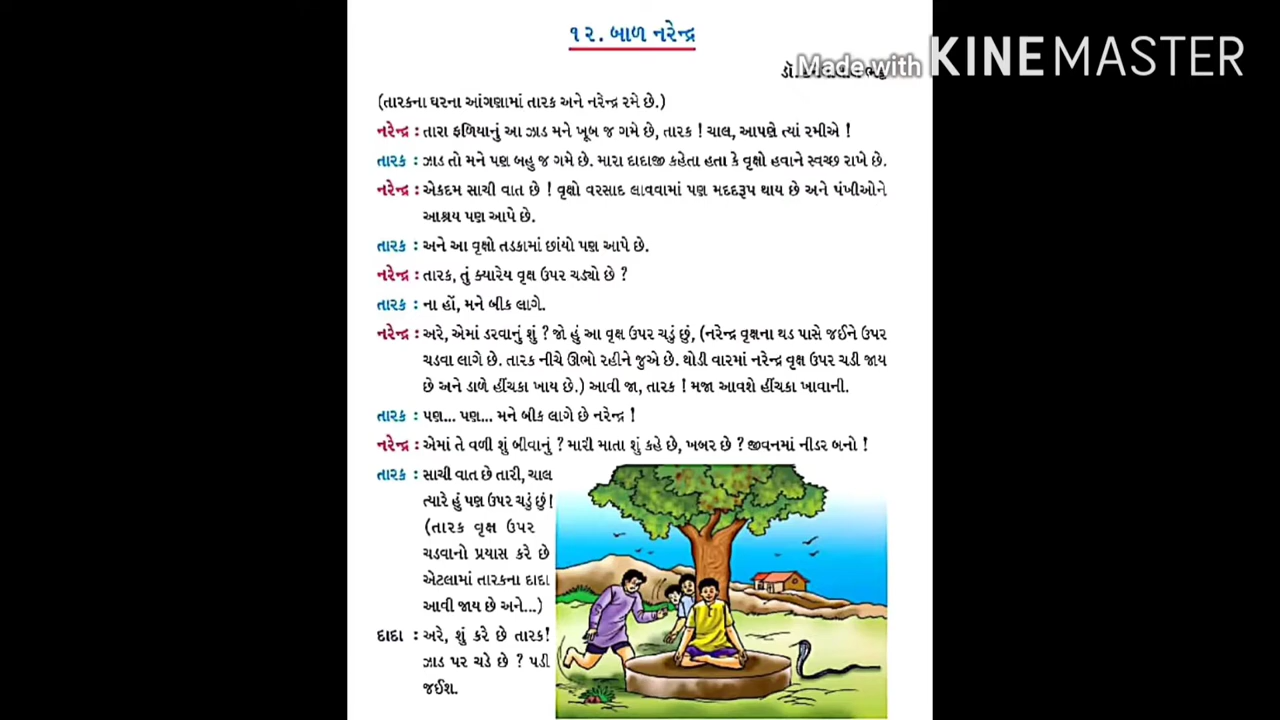 ૧૨. બાળ નરેન્દ્ર
Made with KINEMASTER
ડૉ.
(તારકના ઘરના આંગણામાં તારક અને નરેન્દ્ર રમે છે.)
નરેન્દ્ર : તારા ફળિયાનું આ ઝાડ મને ખૂબ જ ગમે છે, તારક ! ચાલ, આપણે ત્યાં રમીએ !
તારક : ઝાડ તો મને પણ બહુ જ ગમે છે. મારા દાદાજી કહેતા હતા કે વૃક્ષો હવાને સ્વચ્છ રાખે છે.
નરેન્દ્ર : એકદમ સાચી વાત છે ! વૃક્ષો વરસાદ લાવવામાં પણ મદદરૂપ થાય છે અને પંખીઓને
આશ્રય પણ આપે છે.
તારક : અને આ વૃક્ષો તડકામાં છાંયો પણ આપે છે.
નરેન્દ્ર : તારક, તું ક્યારેય વૃક્ષ ઉપર ચડ્યો છે ?
તારક : ના હોં, મને બીક લાગે.
નરેન્દ્ર : અરે, એમાં ડરવાનું શું ? જો હું આ વૃક્ષ ઉપર ચડું છું, (નરેન્દ્ર વૃક્ષના થડ પાસે જઈને ઉપર
ચડવા લાગે છે. તારક નીચે ઊભો રહીને જુએ છે. થોડી વારમાં નરેન્દ્ર વૃક્ષ ઉપર ચડી જાય
છે અને ડાળે હીંચકા ખાય છે.) આવી જા, તારક ! મજા આવશે હીંચકા ખાવાની.
તારક : પણ... પણ... મને બીક લાગે છે નરેન્દ્ર !
નરેન્દ્ર : એમાં તે વળી શું બીવાનું ? મારી માતા શું કહે છે, ખબર છે ? જીવનમાં નીડર બનો !
તારક : સાચી વાત છે તારી, ચાલ
ત્યારે હું પણ ઉપર ચડું છું!
(તારક વૃક્ષ ઉપર
ચડવાનો પ્રયાસ કરે છે
એટલામાં તારકના દાદા
આવી જાય છે અને...)
દાદા : અરે, શું કરે છે તારક!
ઝાડ પર ચડે છે ? પડી
જઈશ.